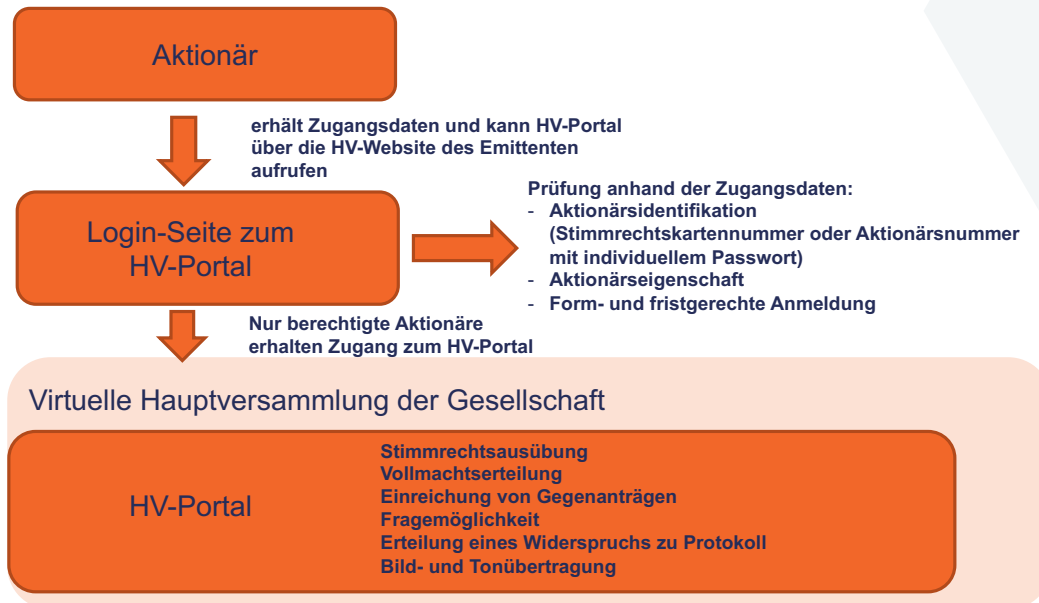 Aktionär
erhält Zugangsdaten und kann HV-Portal
über die HV-Website des Emittenten
aufrufen
Login-Seite zum
HV-Portal
Prüfung anhand der Zugangsdaten:
- Aktionärsidentifikation
(Stimmrechtskartennummer oder Aktionärsnummer
mit individuellem Passwort)
- Aktionärseigenschaft
- Form- und fristgerechte Anmeldung
Nur berechtigte Aktionäre
erhalten Zugang zum HV-Portal
Virtuelle Hauptversammlung der Gesellschaft
HV-Portal
Stimmrechtsausübung
Vollmachtserteilung
Einreichung von Gegenanträgen
Fragemöglichkeit
Erteilung eines Widerspruchs zu Protokoll
Bild- und Tonübertragung